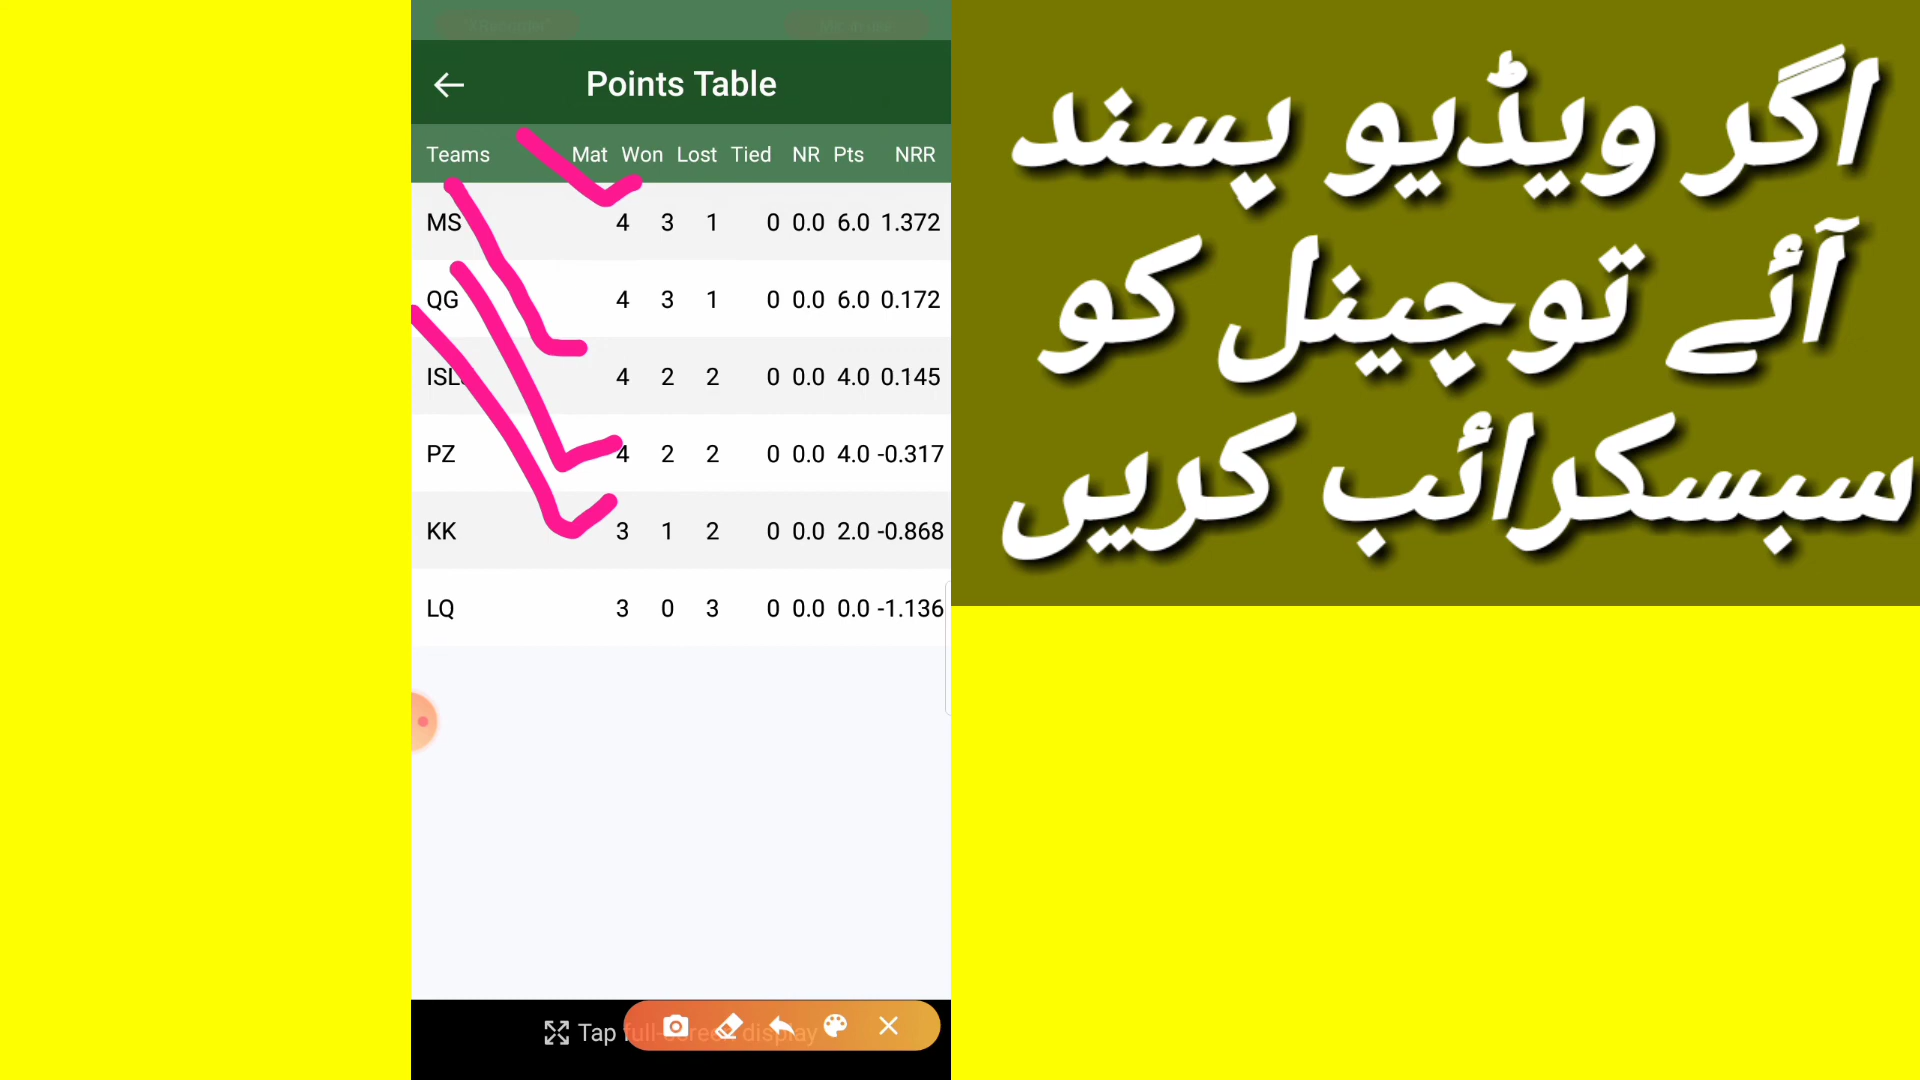 Points Table
Teams Mat Won Lost Tied NR Pts NRR
MS 4 3 1 0 0.0 6.0 1.372
QG 4 3 1 0 0.0 6.0 0.172
ISL 4 2 2 0 0.0 4.0 0.145
PZ 4 2 2 0 0.0 4.0 -0.317
KK 3 1 2 0 0.0 2.0 -0.868
LQ 3 0 3 0 0.0 0.0 -1.136
Tap full-screen display
اگر ویڈیو پسند
آئے توچینل کو
سبسکرائب کریں